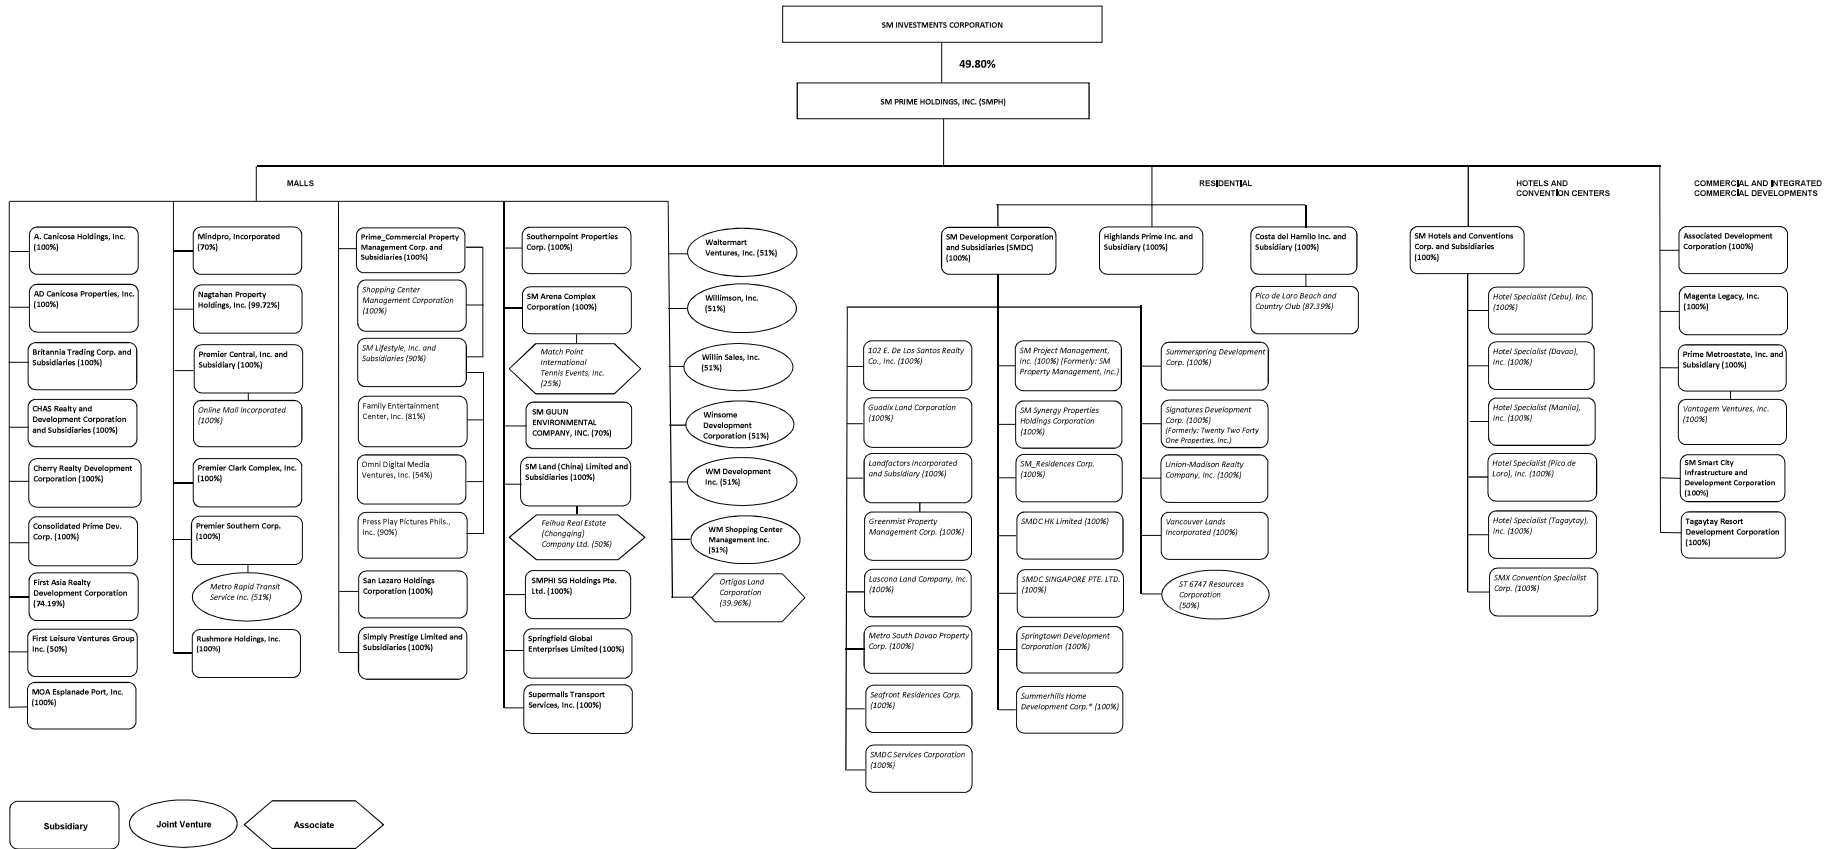 SM INVESTMENTS CORPORATION
49.80%
SM PRIME HOLDINGS, INC. (SMPH)
MALLS
RESIDENTIAL
HOTELS AND
CONVENTION CENTERS
COMMERCIAL AND INTEGRATED
COMMERCIAL DEVELOPMENTS
A. Canicosa Holdings, Inc.
(100%)
AD Canicosa Properties, Inc.
(100%)
Britannia Trading Corp. and
Subsidiaries (100%)
CHAS Realty and
Development Corporation
and Subsidiaries (100%)
Cherry Realty Development
Corporation (100%)
Consolidated Prime Dev.
Corp. (100%)
First Asia Realty
Development Corporation
(74.19%)
First Leisure Ventures Group
Inc. (50%)
MOA Esplanade Port, Inc.
(100%)
Mindpro, Incorporated
(70%)
Nagtahan Property
Holdings, Inc. (99.72%)
Premier Central, Inc. and
Subsidiary (100%)
Online Mall Incorporated
(100%)
Premier Clark Complex, Inc.
(100%)
Premier Southern Corp.
(100%)
Metro Rapid Transit
Service Inc. (51%)
Rushmore Holdings, Inc.
(100%)
Prime_Commercial Property
Management Corp. and
Subsidiaries (100%)
Shopping Center
Management Corporation
(100%)
SM Lifestyle, Inc. and
Subsidiaries (90%)
Family Entertainment
Center, Inc. (81%)
Omni Digital Media
Ventures, Inc. (54%)
Press Play Pictures Phils.,
Inc. (90%)
San Lazaro Holdings
Corporation (100%)
Simply Prestige Limited and
Subsidiaries (100%)
Southernpoint Properties
Corp. (100%)
SM Arena Complex
Corporation (100%)
Match Point
International
Tennis Events, Inc.
(25%)
SM GUUN
ENVIRONMENTAL
COMPANY, INC. (70%)
SM Land (China) Limited and
Subsidiaries (100%)
Feihua Real Estate
(Chongqing)
Company Ltd. (50%)
SMPHI SG Holdings Pte.
Ltd. (100%)
Springfield Global
Enterprises Limited (100%)
Supermalls Transport
Services, Inc. (100%)
Waltermart
Ventures, Inc. (51%)
Willimson, Inc.
(51%)
Willin Sales, Inc.
(51%)
Winsome
Development
Corporation (51%)
WM Development
Inc. (51%)
WM Shopping Center
Management Inc.
(51%)
Ortigas Land
Corporation
(39.96%)
SM Development Corporation
and Subsidiaries (SMDC)
(100%)
102 E. De Los Santos Realty
Co., Inc. (100%)
Guadix Land Corporation
(100%)
Landfactors Incorporated
and Subsidiary (100%)
Greenmist Property
Management Corp. (100%)
Lascona Land Company, Inc.
(100%)
Metro South Davao Property
Corp. (100%)
Seafront Residences Corp.
(100%)
SMDC Services Corporation
(100%)
SM Project Management,
Inc. (100%) (Formerly: SM
Property Management, Inc.)
SM Synergy Properties
Holdings Corporation
(100%)
SM_Residences Corp.
(100%)
SMDC HK Limited (100%)
SMDC SINGAPORE PTE. LTD.
(100%)
Springtown Development
Corporation (100%)
Summerhills Home
Development Corp.* (100%)
Summerspring Development
Corp. (100%)
Signatures Development
Corp. (100%)
(Formerly: Twenty Two Forty
One Properties, Inc.)
Union-Madison Realty
Company, Inc. (100%)
Vancouver Lands
Incorporated (100%)
ST 6747 Resources
Corporation
(50%)
Highlands Prime Inc. and
Subsidiary (100%)
Costa del Hamilo Inc. and
Subsidiary (100%)
Pico de Loro Beach and
Country Club (87.39%)
SM Hotels and Conventions
Corp. and Subsidiaries
(100%)
Hotel Specialist (Cebu), Inc.
(100%)
Hotel Specialist (Davao),
Inc. (100%)
Hotel Specialist (Manila),
Inc. (100%)
Hotel Specialist (Pico de
Loro), Inc. (100%)
Hotel Specialist (Tagaytay),
Inc. (100%)
SMX Convention Specialist
Corp. (100%)
Associated Development
Corporation (100%)
Magenta Legacy, Inc.
(100%)
Prime Metroestate, Inc. and
Subsidiary (100%)
Vantagem Ventures, Inc.
(100%)
SM Smart City
Infrastructure and
Development Corporation
(100%)
Tagaytay Resort
Development Corporation
(100%)
Subsidiary
Joint Venture
Associate